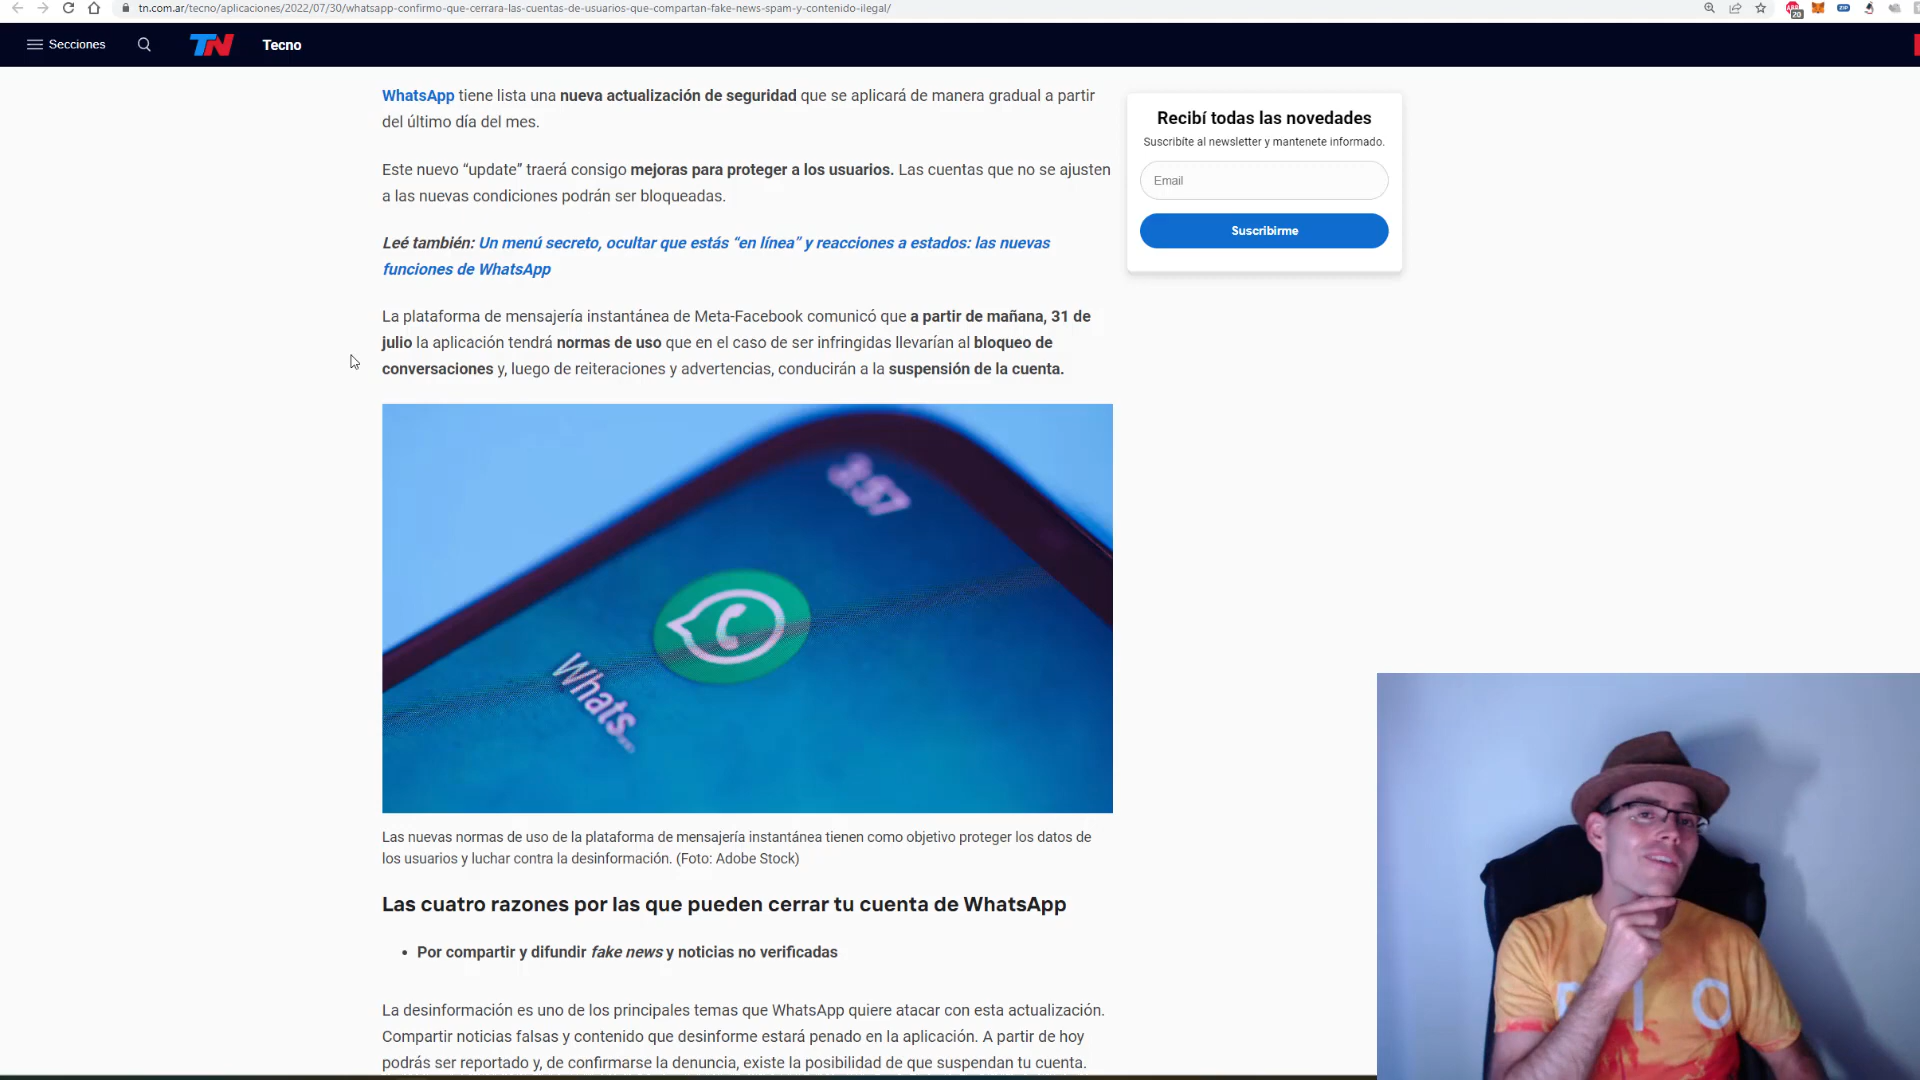 tn.com.ar/tecno/aplicaciones/2022/07/30/whatsapp-confirmo-que-cerrara-las-cuentas-de-usuarios-que-compartan-fake-news-spam-y-contenido-ilegal/
20
ZIP
Secciones
TN
Tecno
WhatsApp tiene lista una nueva actualización de seguridad que se aplicará de manera gradual a partir
del último día del mes.
Este nuevo “update” traerá consigo mejoras para proteger a los usuarios. Las cuentas que no se ajusten
a las nuevas condiciones podrán ser bloqueadas.
Leé también: Un menú secreto, ocultar que estás “en línea” y reacciones a estados: las nuevas
funciones de WhatsApp
La plataforma de mensajería instantánea de Meta-Facebook comunicó que a partir de mañana, 31 de
julio la aplicación tendrá normas de uso que en el caso de ser infringidas llevarían al bloqueo de
conversaciones y, luego de reiteraciones y advertencias, conducirán a la suspensión de la cuenta.
3:57
Whats...
Las nuevas normas de uso de la plataforma de mensajería instantánea tienen como objetivo proteger los datos de
los usuarios y luchar contra la desinformación. (Foto: Adobe Stock)
Las cuatro razones por las que pueden cerrar tu cuenta de WhatsApp
• Por compartir y difundir fake news y noticias no verificadas
La desinformación es uno de los principales temas que WhatsApp quiere atacar con esta actualización.
Compartir noticias falsas y contenido que desinforme estará penado en la aplicación. A partir de hoy
podrás ser reportado y, de confirmarse la denuncia, existe la posibilidad de que suspendan tu cuenta.
Recibí todas las novedades
Suscribíte al newsletter y mantenete informado.
Email
Suscribirme